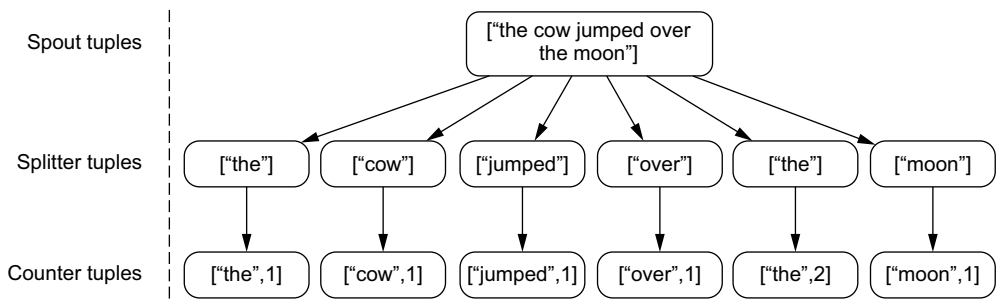 Spout tuples
[“the cow jumped over
the moon”]
Splitter tuples
[“the”]
[“cow”]
[“jumped”]
[“over”]
[“the”]
[“moon”]
Counter tuples
[“the”,1]
[“cow”,1]
[“jumped”,1]
[“over”,1]
[“the”,2]
[“moon”,1]